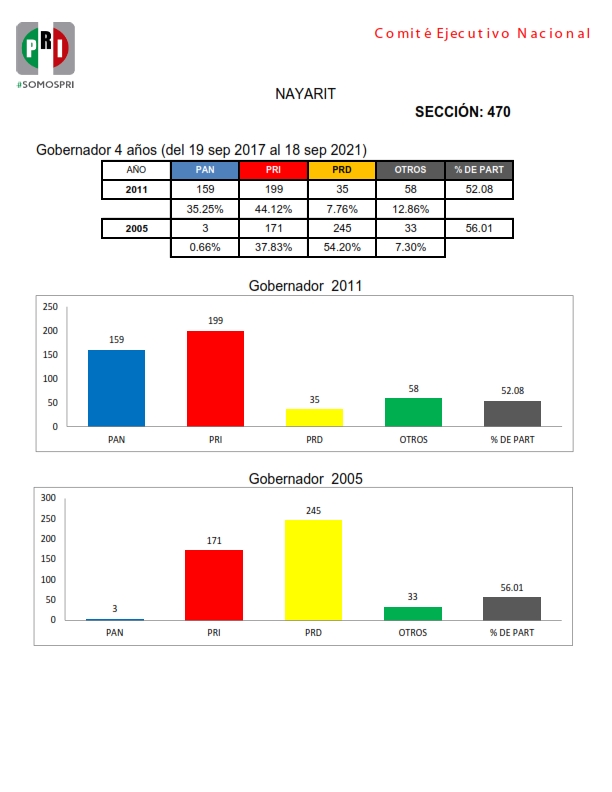 Comité Ejecutivo Nacional
PRI
#SOMOSPRI
NAYARIT
SECCIÓN: 470
Gobernador 4 años (del 19 sep 2017 al 18 sep 2021)
AÑO PAN PRI PRD OTROS % DE PART
2011 159 199 35 58 52.08
35.25% 44.12% 7.76% 12.86%
2005 3 171 245 33 56.01
0.66% 37.83% 54.20% 7.30%
Gobernador 2011
250
200
150
100
50
0
159
199
35
58
52.08
PAN PRI PRD OTROS % DE PART
Gobernador 2005
300
250
200
150
100
50
0
3
171
245
33
56.01
PAN PRI PRD OTROS % DE PART